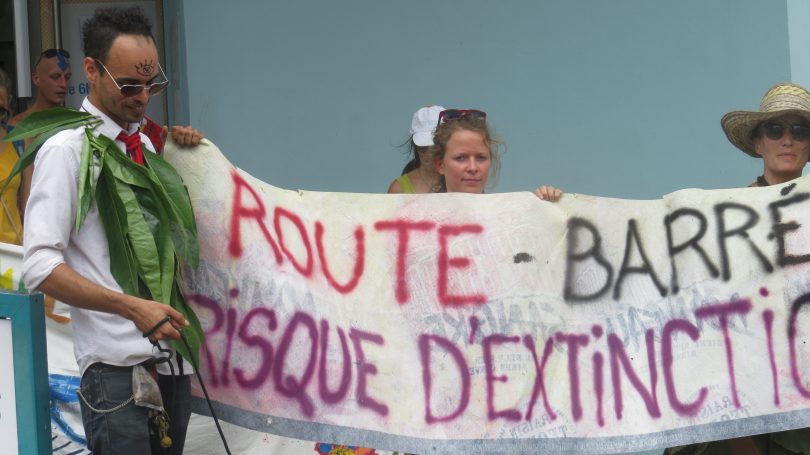 ROUTE - BARRÉ
RISQUE D'EXTINCTIO